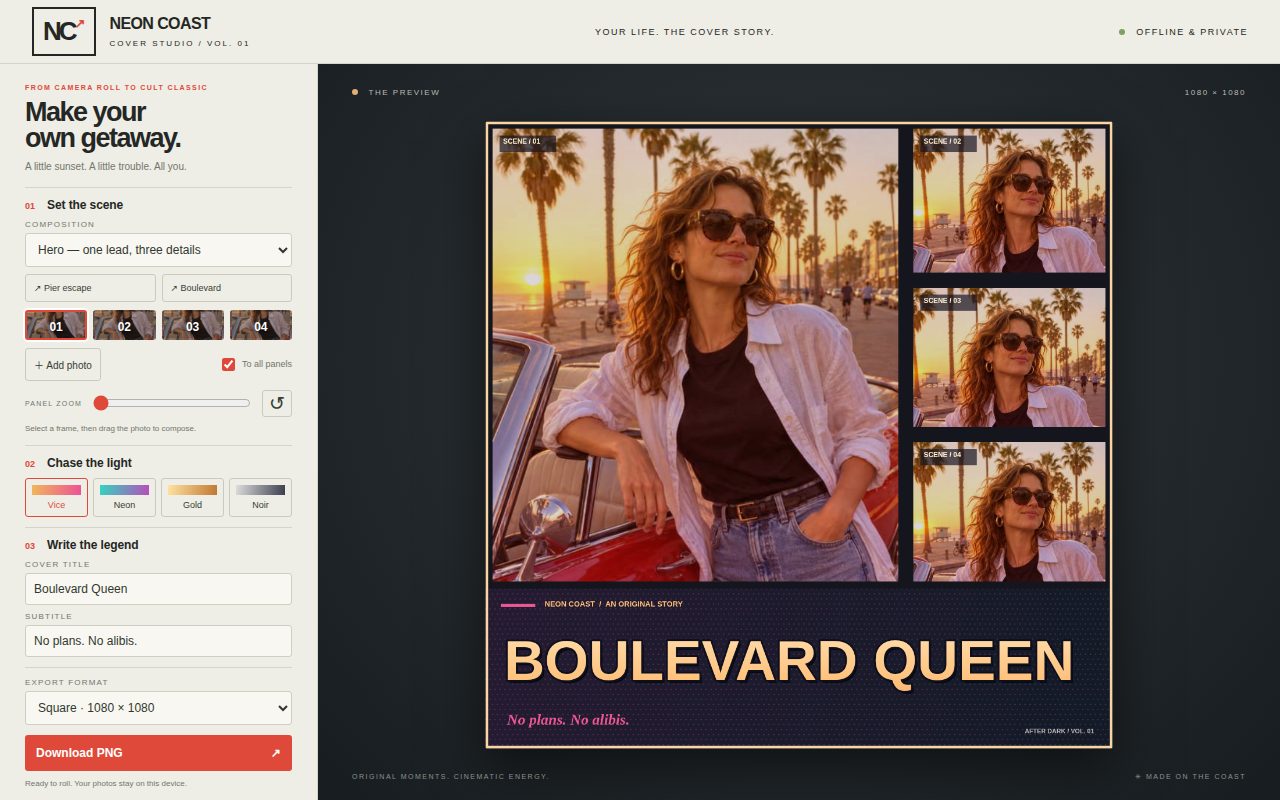 NC↗
NEON COAST
COVER STUDIO / VOL. 01
YOUR LIFE. THE COVER STORY.
OFFLINE & PRIVATE
FROM CAMERA ROLL TO CULT CLASSIC
Make your
own getaway.
A little sunset. A little trouble. All you.
01 Set the scene
COMPOSITION
Hero — one lead, three details
↗ Pier escape
↗ Boulevard
01 02 03 04
+ Add photo
To all panels
PANEL ZOOM
↺
Select a frame, then drag the photo to compose.
02 Chase the light
Vice Neon Gold Noir
03 Write the legend
COVER TITLE
Boulevard Queen
SUBTITLE
No plans. No alibis.
EXPORT FORMAT
Square · 1080 × 1080
Download PNG ↗
Ready to roll. Your photos stay on this device.
THE PREVIEW
1080 × 1080
SCENE / 01
SCENE / 02
SCENE / 03
SCENE / 04
NEON COAST / AN ORIGINAL STORY
BOULEVARD QUEEN
No plans. No alibis.
AFTER DARK / VOL. 01
ORIGINAL MOMENTS. CINEMATIC ENERGY.
☀ MADE ON THE COAST